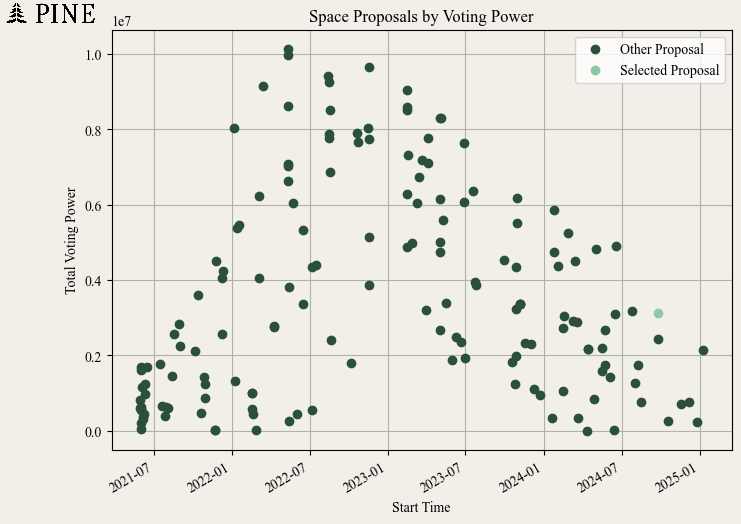 PINE
Space Proposals by Voting Power
1e7
Other Proposal
Selected Proposal
1.0
0.8
0.6
0.4
0.2
0.0
Total Voting Power
2021-07
2022-01
2022-07
2023-01
2023-07
2024-01
2024-07
2025-01
Start Time